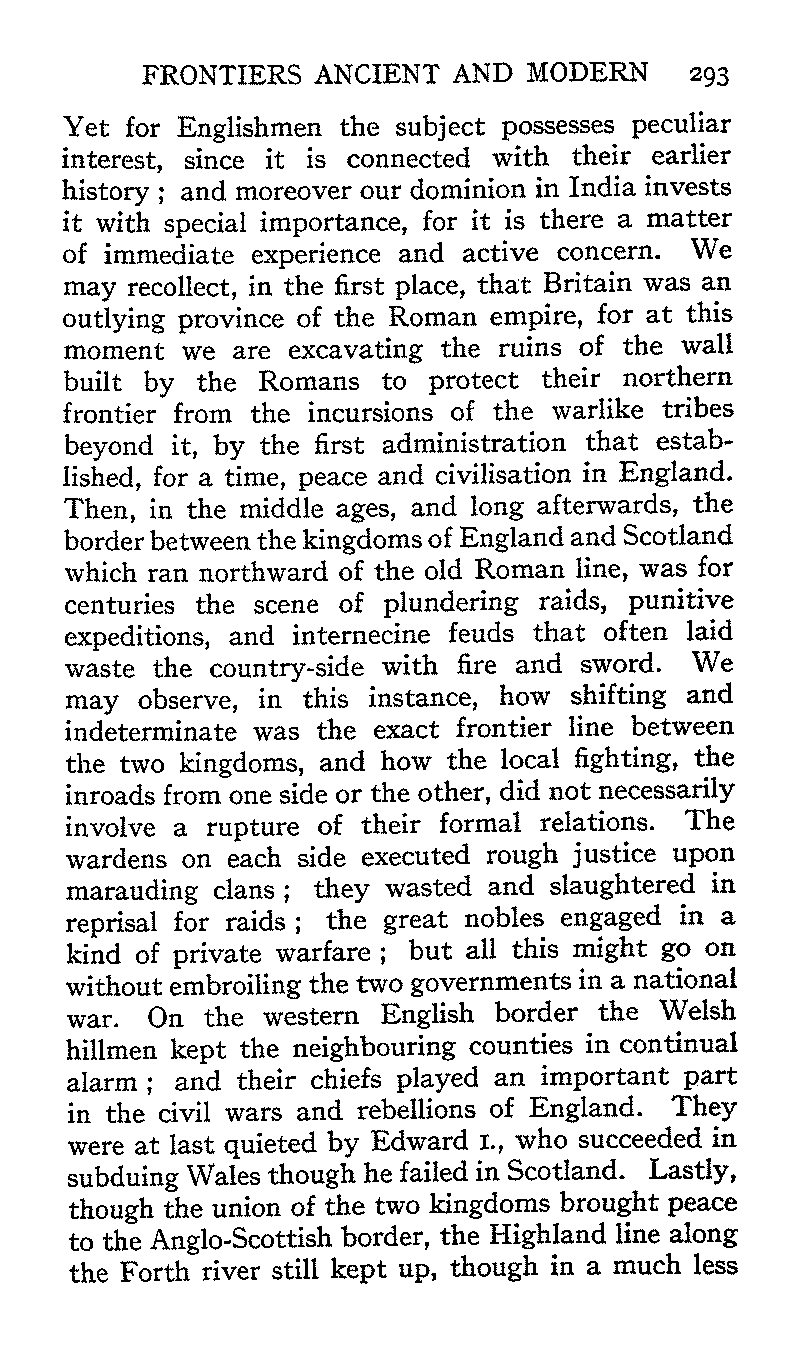 FRONTIERS ANCIENT AND MODERN 293
Yet for Englishmen the subject possesses peculiar
interest, since it is connected with their earlier
history ; and moreover our dominion in India invests
it with special importance, for it is there a matter
of immediate experience and active concern. We
may recollect, in the first place, that Britain was an
outlying province of the Roman empire, for at this
moment we are excavating the ruins of the wall
built by the Romans to protect their northern
frontier from the incursions of the warlike tribes
beyond it, by the first administration that estab-
lished, for a time, peace and civilisation in England.
Then, in the middle ages, and long afterwards, the
border between the kingdoms of England and Scotland
which ran northward of the old Roman line, was for
centuries the scene of plundering raids, punitive
expeditions, and internecine feuds that often laid
waste the country-side with fire and sword. We
may observe, in this instance, how shifting and
indeterminate was the exact frontier line between
the two kingdoms, and how the local fighting, the
inroads from one side or the other, did not necessarily
involve a rupture of their formal relations. The
wardens on each side executed rough justice upon
marauding clans ; they wasted and slaughtered in
reprisal for raids ; the great nobles engaged in a
kind of private warfare ; but all this might go on
without embroiling the two governments in a national
war. On the western English border the Welsh
hillmen kept the neighbouring counties in continual
alarm ; and their chiefs played an important part
in the civil wars and rebellions of England. They
were at last quieted by Edward I., who succeeded in
subduing Wales though he failed in Scotland. Lastly,
though the union of the two kingdoms brought peace
to the Anglo-Scottish border, the Highland line along
the Forth river still kept up, though in a much less